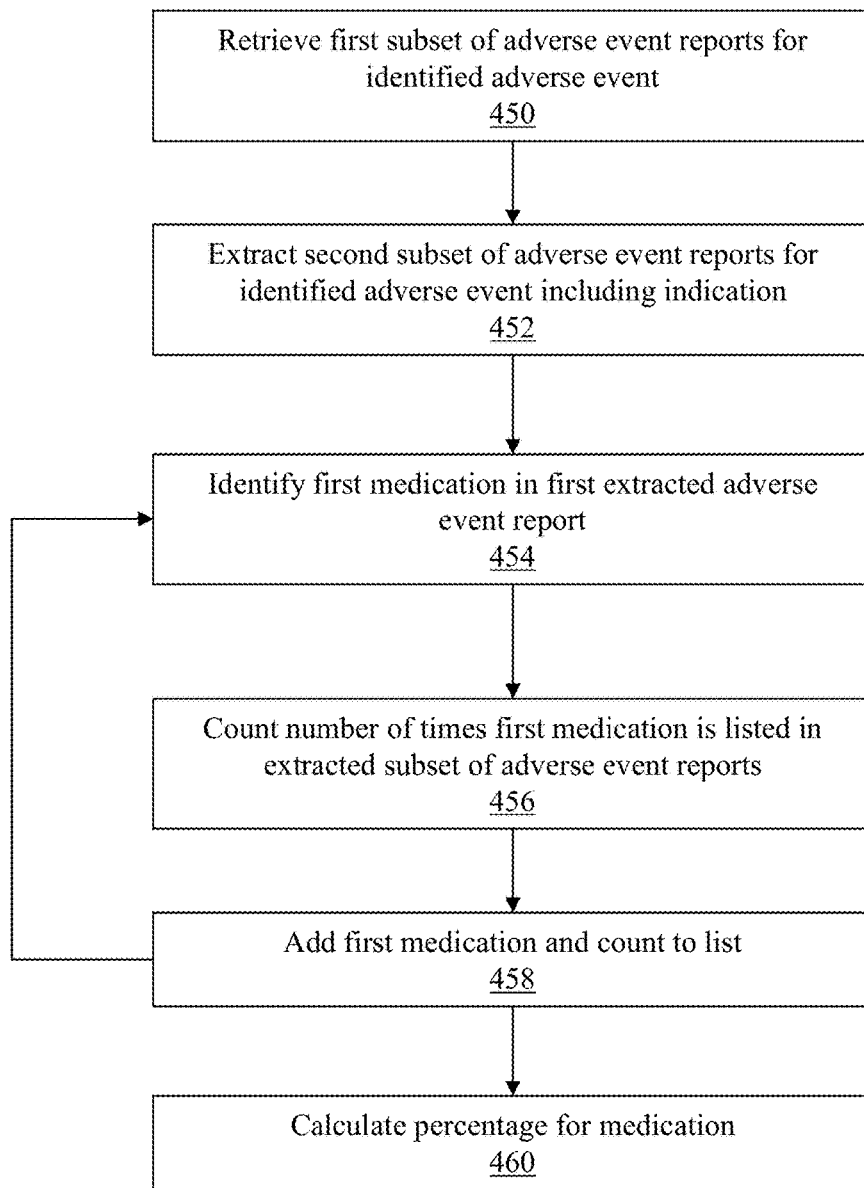 Retrieve first subset of adverse event reports for
identified adverse event
450
Extract second subset of adverse event reports for
identified adverse event including indication
452
Identify first medication in first extracted adverse
event report
454
Count number of times first medication is listed in
extracted subset of adverse event reports
456
Add first medication and count to list
458
Calculate percentage for medication
460